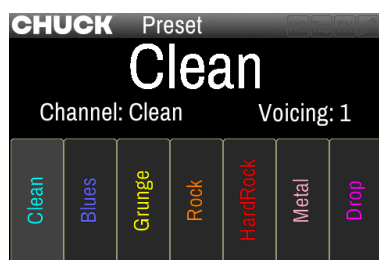 CHUCK Preset
Clean
Channel: Clean Voicing: 1
Clean
Blues
Grunge
Rock
HardRock
Metal
Drop